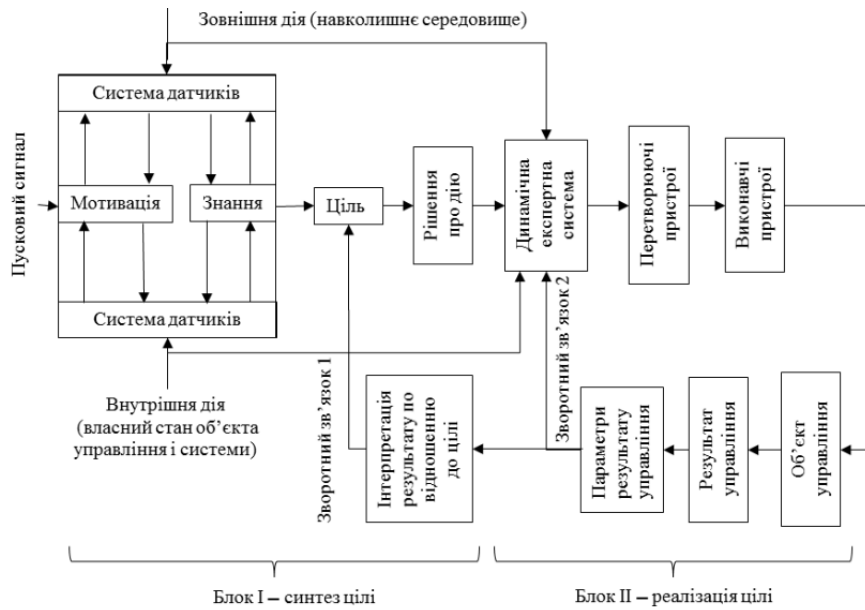 Зовнішня дія (навколишнє середовище)
Пусковий сигнал
Система датчиків
Мотивація
Знання
Система датчиків
Ціль
Рішення
про дію
Динамічна
експертна
система
Перетворюючі
пристрої
Виконавчі
пристрої
Внутрішня дія
(власний стан об’єкта
управління і системи)
Зворотний зв’язок 1
Інтерпретація
результату по
відношенню
до цілі
Зворотний зв’язок 2
Параметри
результату
управління
Результат
управління
Об’єкт
управління
Блок I – синтез цілі
Блок II – реалізація цілі